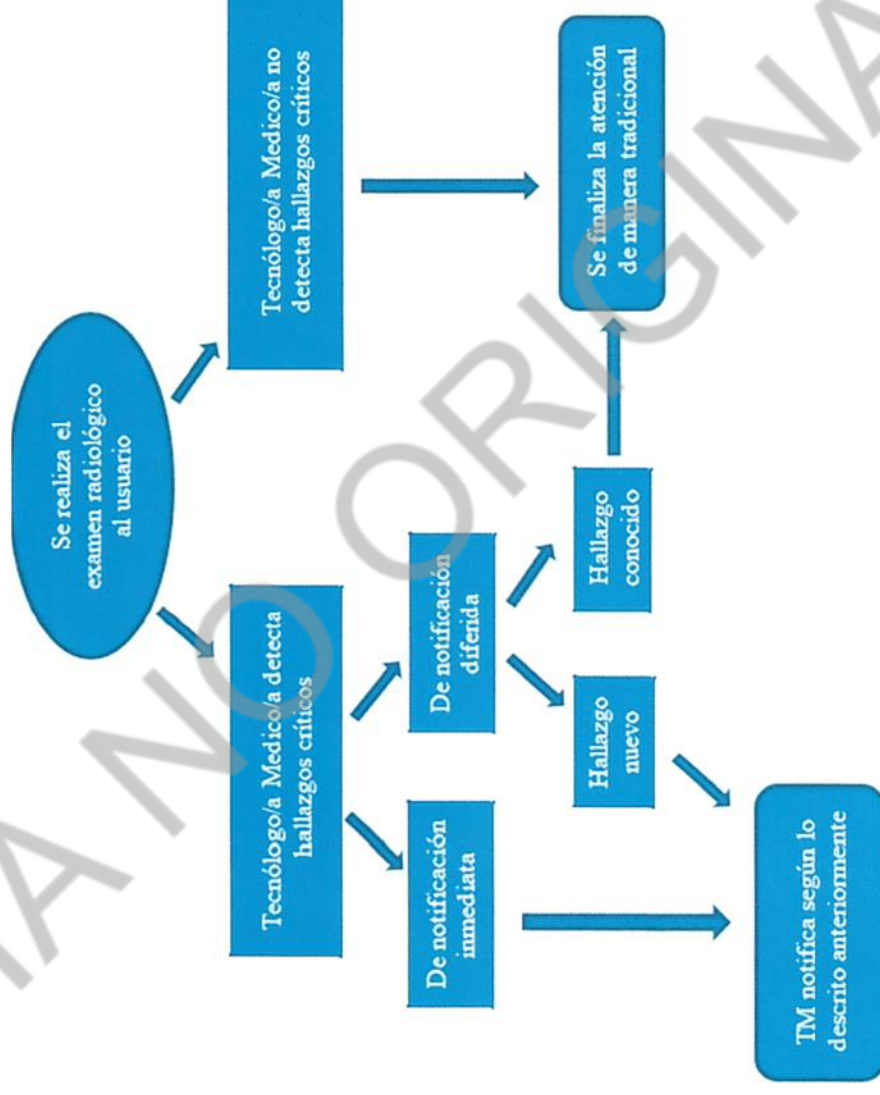 Se realiza el
examen radiológico
al usuario
Tecnólogo/a Medico/a detecta
hallazgos críticos
Tecnólogo/a Medico/a no
detecta hallazgos críticos
De notificación
inmediata
De notificación
diferida
Hallazgo
nuevo
Hallazgo
conocido
TM notifica según lo
descrito anteriormente
Se finaliza la atención
de manera tradicional
A NO ORIGINA